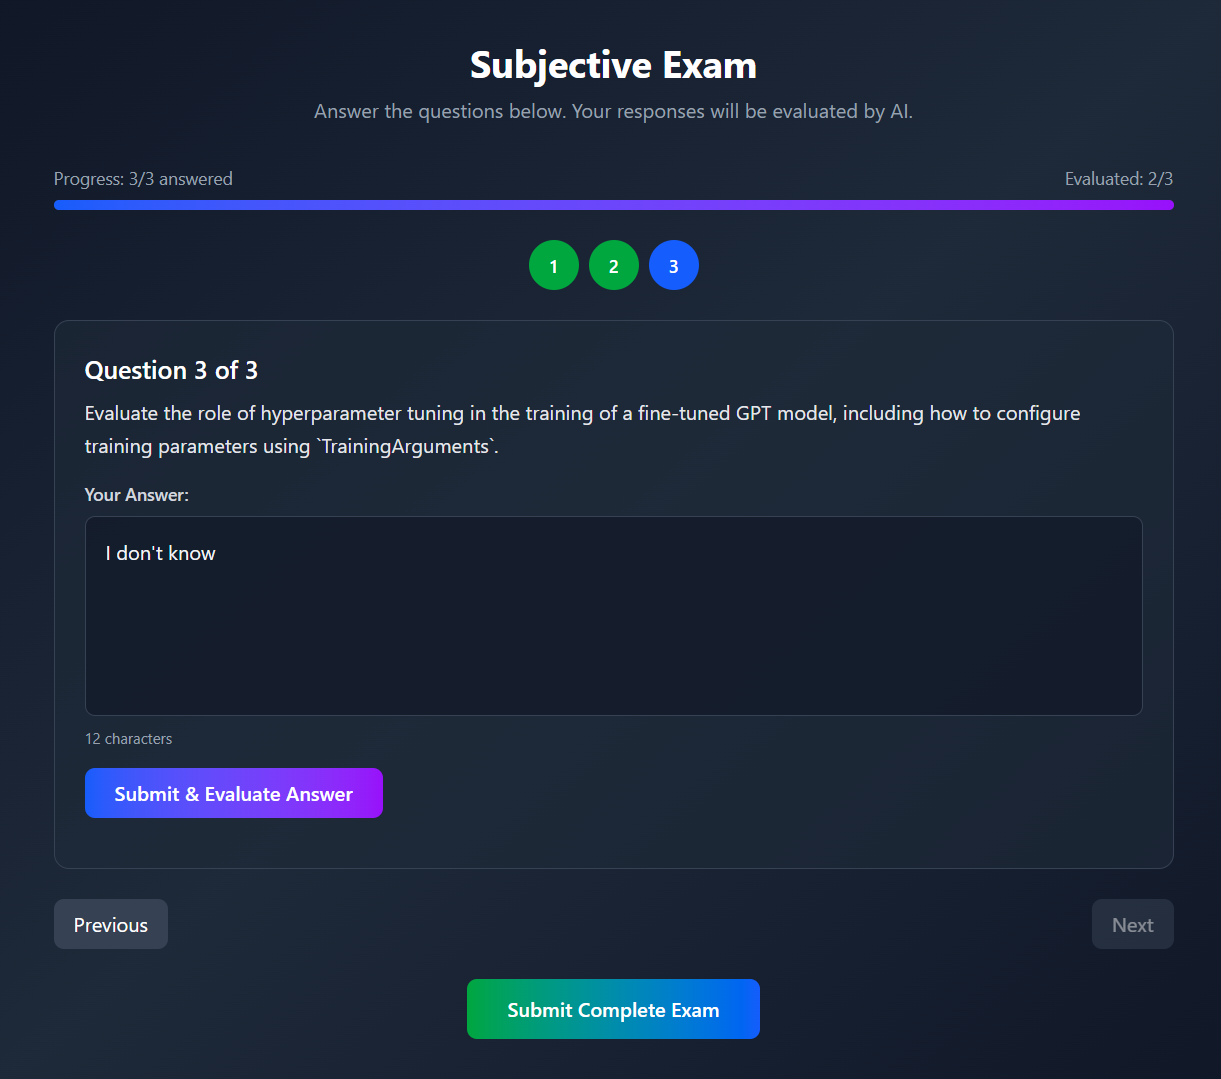 Subjective Exam
Answer the questions below. Your responses will be evaluated by AI.
Progress: 3/3 answered
Evaluated: 2/3
1
2
3
Question 3 of 3
Evaluate the role of hyperparameter tuning in the training of a fine-tuned GPT model, including how to configure
training parameters using `TrainingArguments`.
Your Answer:
I don't know
12 characters
Submit & Evaluate Answer
Previous
Next
Submit Complete Exam